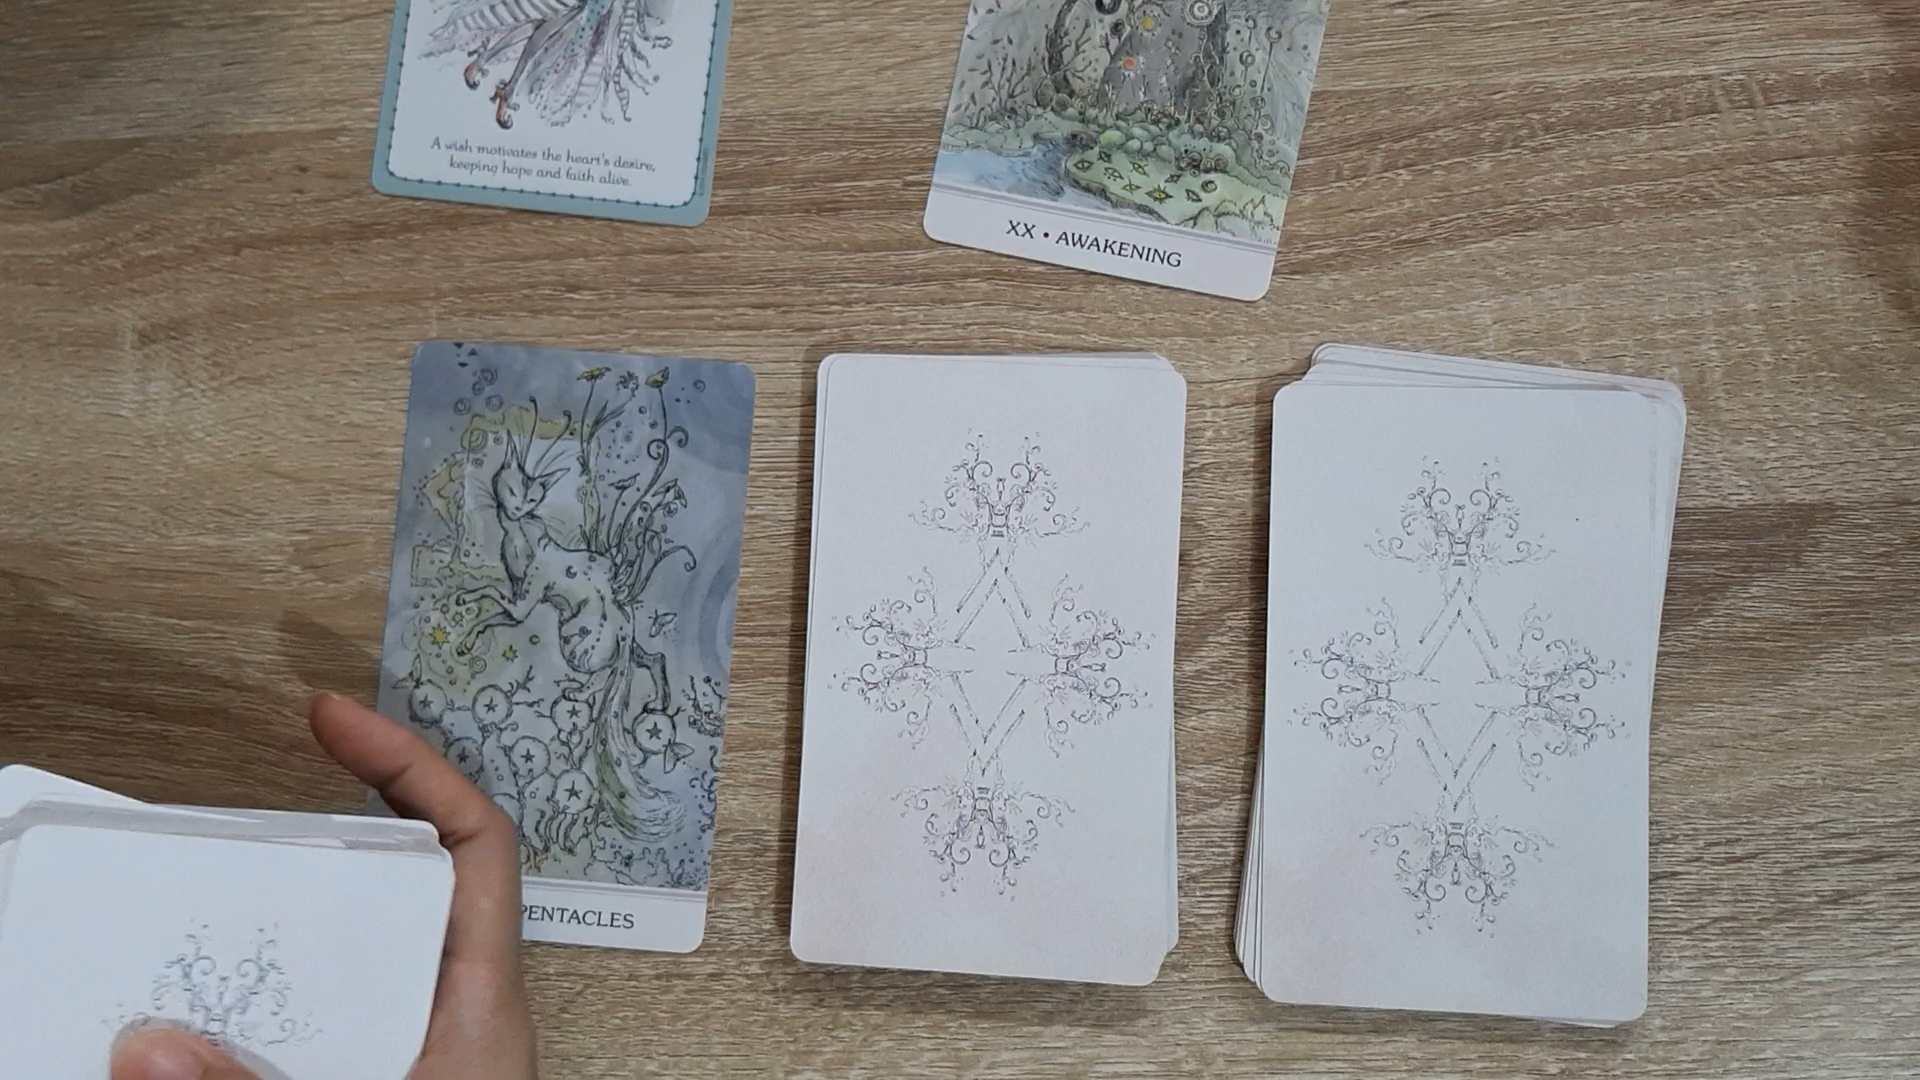 A wish motivates the heart's desire,
keeping hope and faith alive.
XX • AWAKENING
PENTACLES